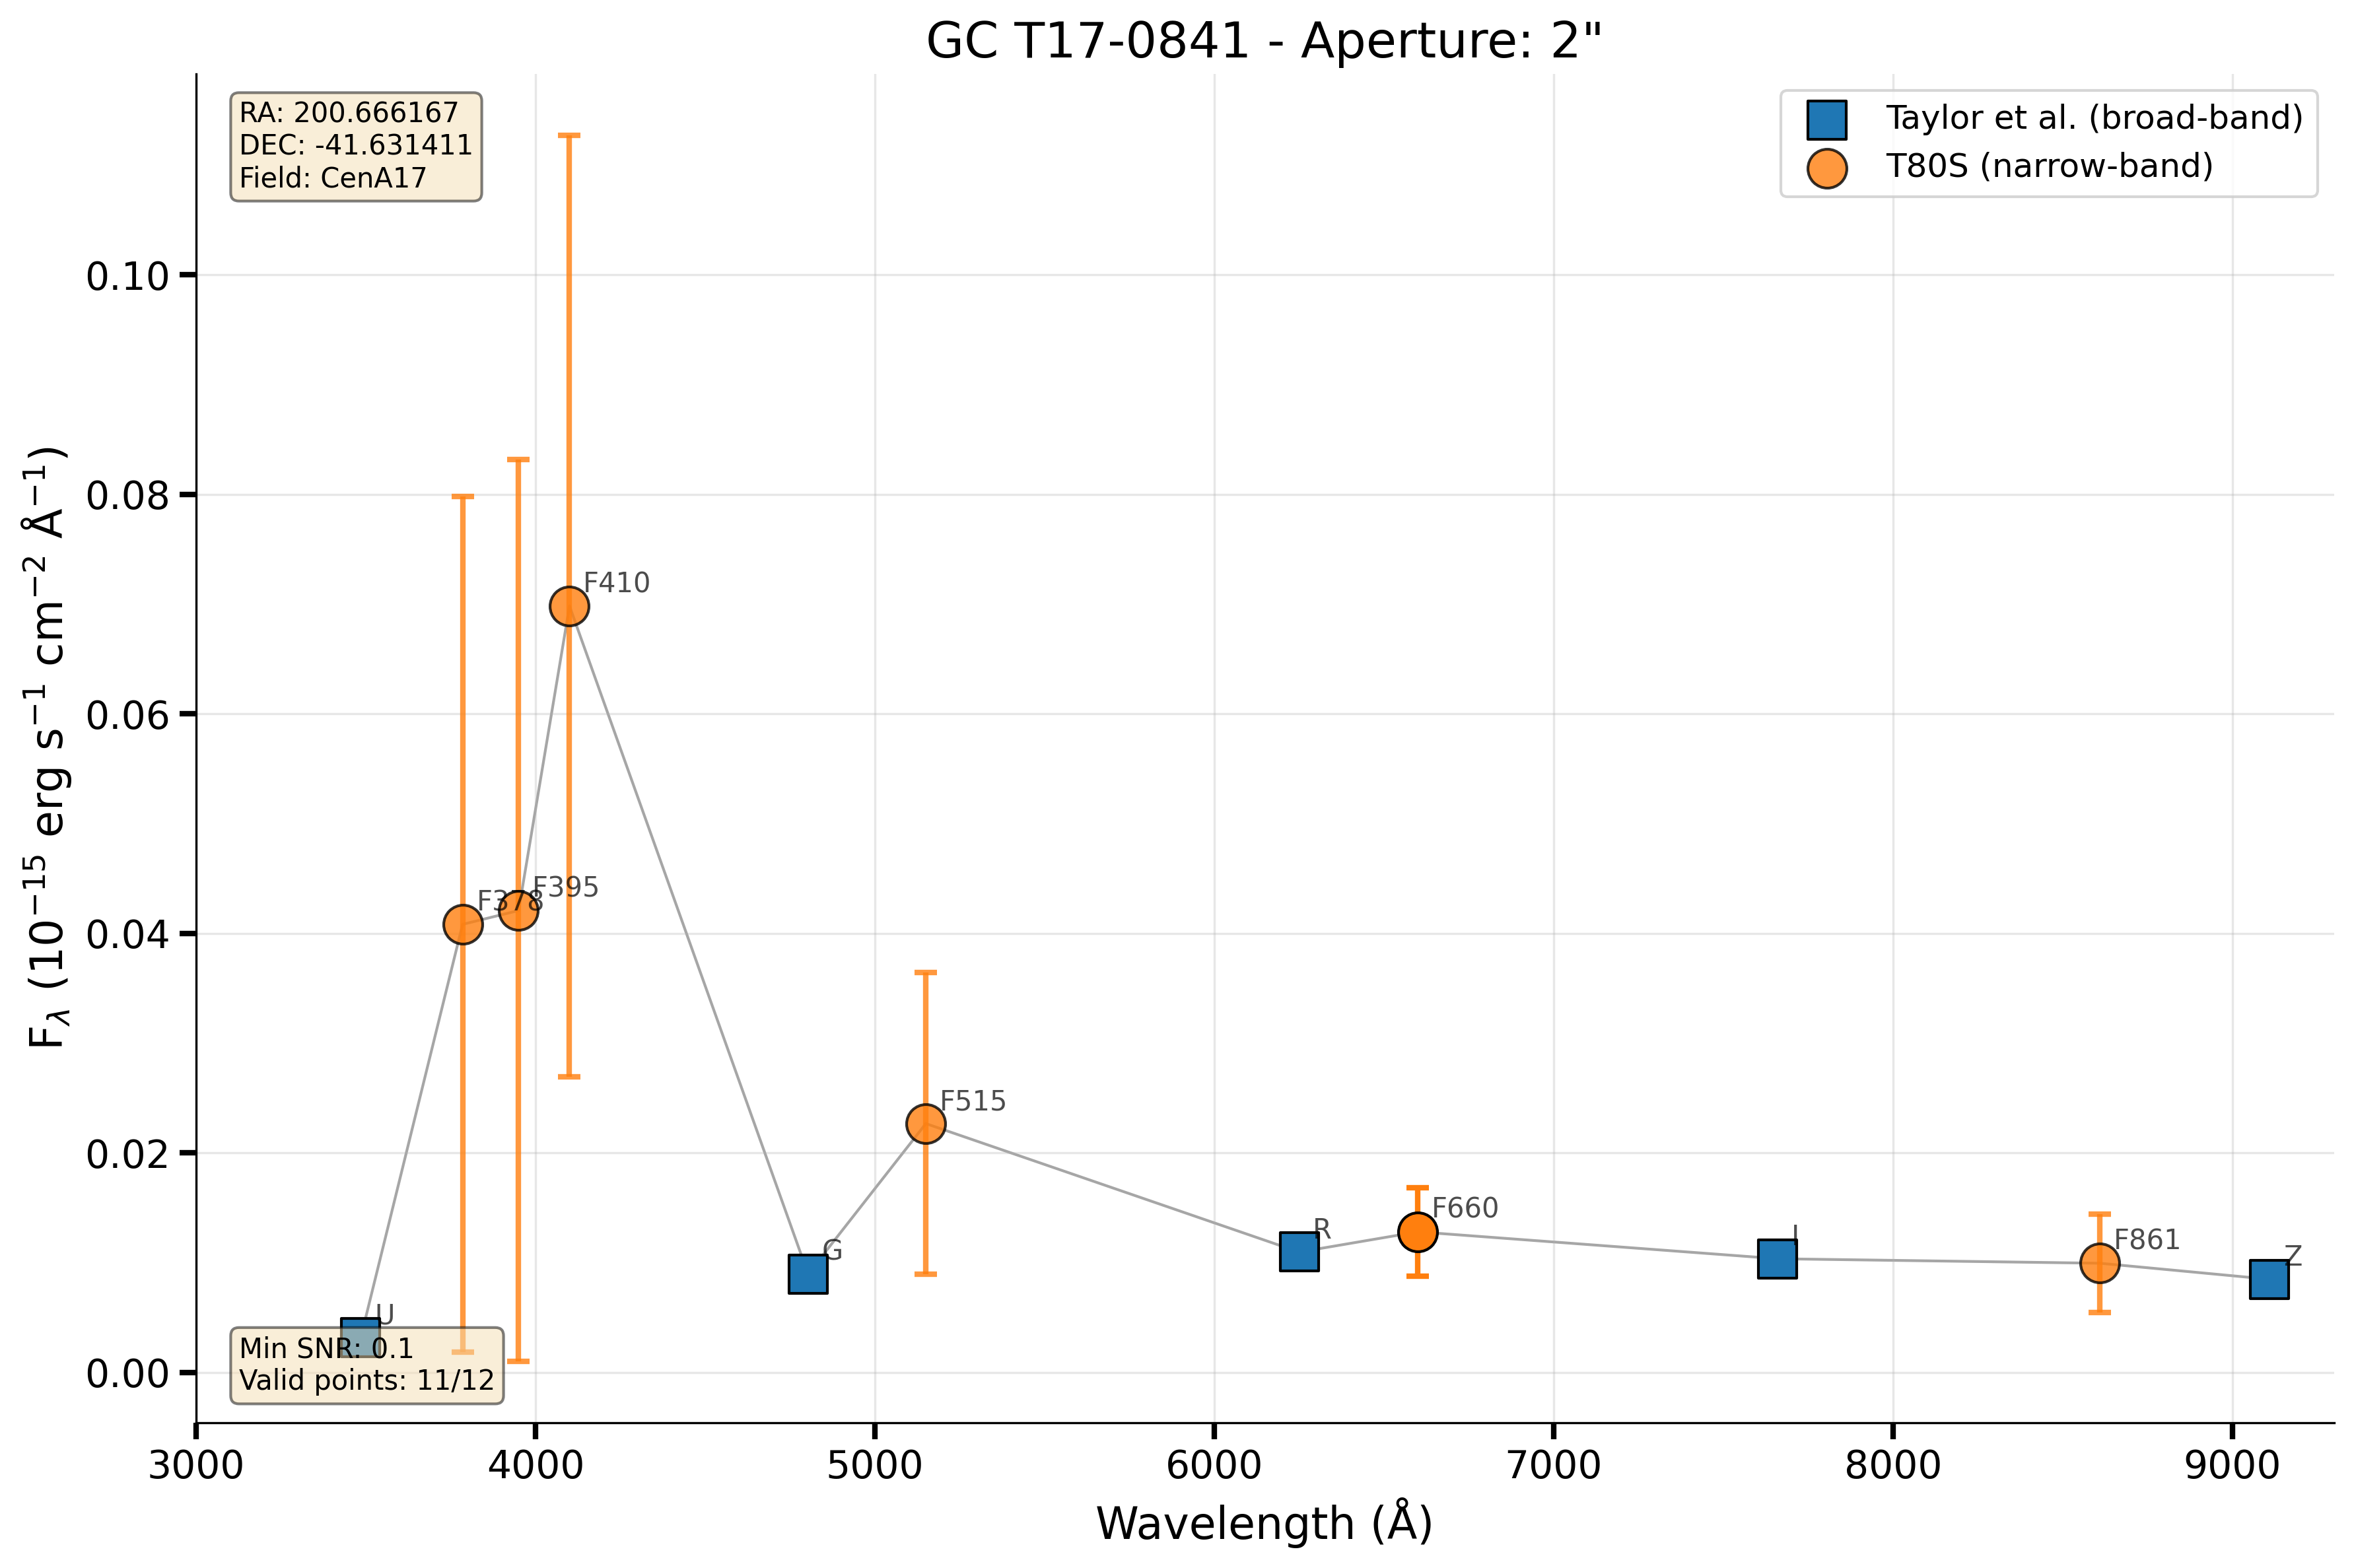 GC T17-0841 - Aperture: 2"
RA: 200.666167
DEC: -41.631411
Field: CenA17
Taylor et al. (broad-band)
T80S (narrow-band)
F_λ (10⁻¹⁵ erg s⁻¹ cm⁻² Å⁻¹)
0.10
0.08
0.06
0.04
0.02
0.00
F410
F378
F395
F515
F660
F861
U
G
R
I
Z
Min SNR: 0.1
Valid points: 11/12
3000
4000
5000
6000
7000
8000
9000
Wavelength (Å)